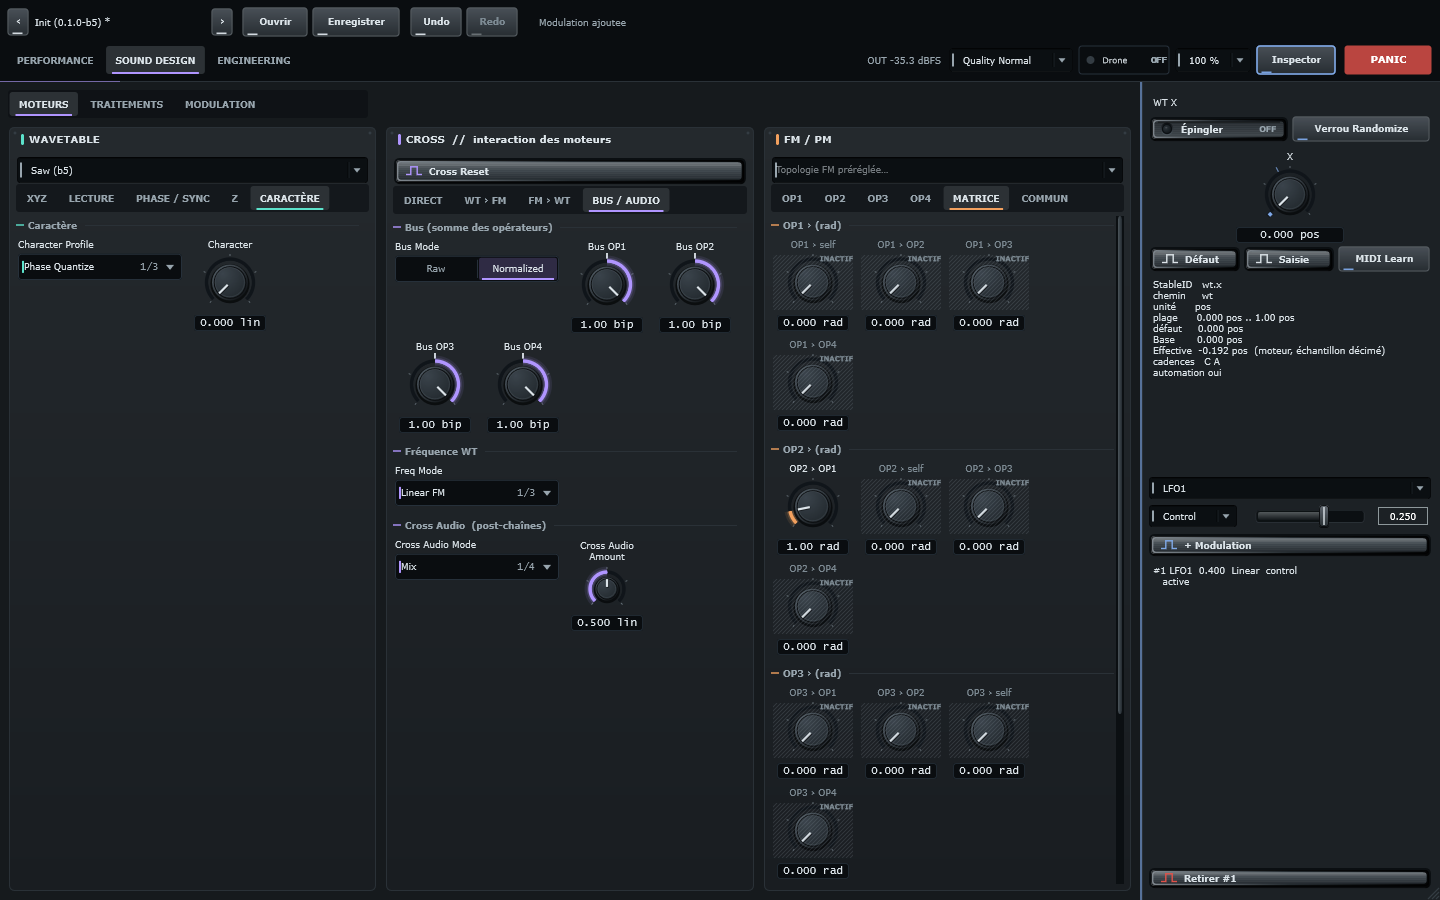 ‹ Init (0.1.0-b5) * › Ouvrir Enregistrer Undo Redo Modulation ajoutee
PERFORMANCE SOUND DESIGN ENGINEERING OUT -35.3 dBFS Quality Normal Drone OFF 100 % Inspector PANIC
MOTEURS TRAITEMENTS MODULATION
WAVETABLE
Saw (b5)
XYZ LECTURE PHASE / SYNC Z CARACTÈRE
Caractère
Character Profile Character
Phase Quantize 1/3
0.000 lin
CROSS // interaction des moteurs
Cross Reset
DIRECT WT › FM FM › WT BUS / AUDIO
Bus (somme des opérateurs)
Bus Mode Bus OP1 Bus OP2
Raw Normalized
1.00 bip 1.00 bip
Bus OP3 Bus OP4
1.00 bip 1.00 bip
Fréquence WT
Freq Mode
Linear FM 1/3
Cross Audio (post-chaînes)
Cross Audio Mode Cross Audio
Amount
Mix 1/4
0.500 lin
FM / PM
Topologie FM préréglée...
OP1 OP2 OP3 OP4 MATRICE COMMUN
OP1 › (rad)
OP1 › self OP1 › OP2 OP1 › OP3
INACTIF INACTIF INACTIF
0.000 rad 0.000 rad 0.000 rad
OP1 › OP4
INACTIF
0.000 rad
OP2 › (rad)
OP2 › OP1 OP2 › self OP2 › OP3
INACTIF INACTIF
1.00 rad 0.000 rad 0.000 rad
OP2 › OP4
INACTIF
0.000 rad
OP3 › (rad)
OP3 › OP1 OP3 › OP2 OP3 › self
INACTIF INACTIF INACTIF
0.000 rad 0.000 rad 0.000 rad
OP3 › OP4
INACTIF
0.000 rad
WT X
Épingler OFF Verrou Randomize
X
0.000 pos
Défaut Saisie MIDI Learn
StableID wt.x
chemin wt
unité pos
plage 0.000 pos .. 1.00 pos
défaut 0.000 pos
Base 0.000 pos
Effective -0.192 pos (moteur, échantillon décimé)
cadences C A
automation oui
LFO1
Control 0.250
+ Modulation
#1 LFO1 0.400 Linear control
active
Retirer #1